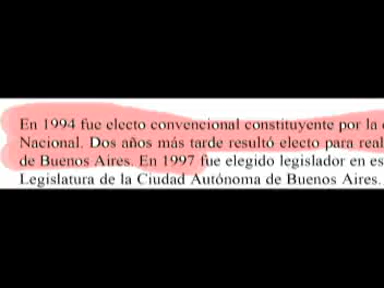 En 1994 fue electo convencional constituyente por la
Nacional. Dos años más tarde resultó electo para real
de Buenos Aires. En 1997 fue elegido legislador en es
Legislatura de la Ciudad Autónoma de Buenos Aires.